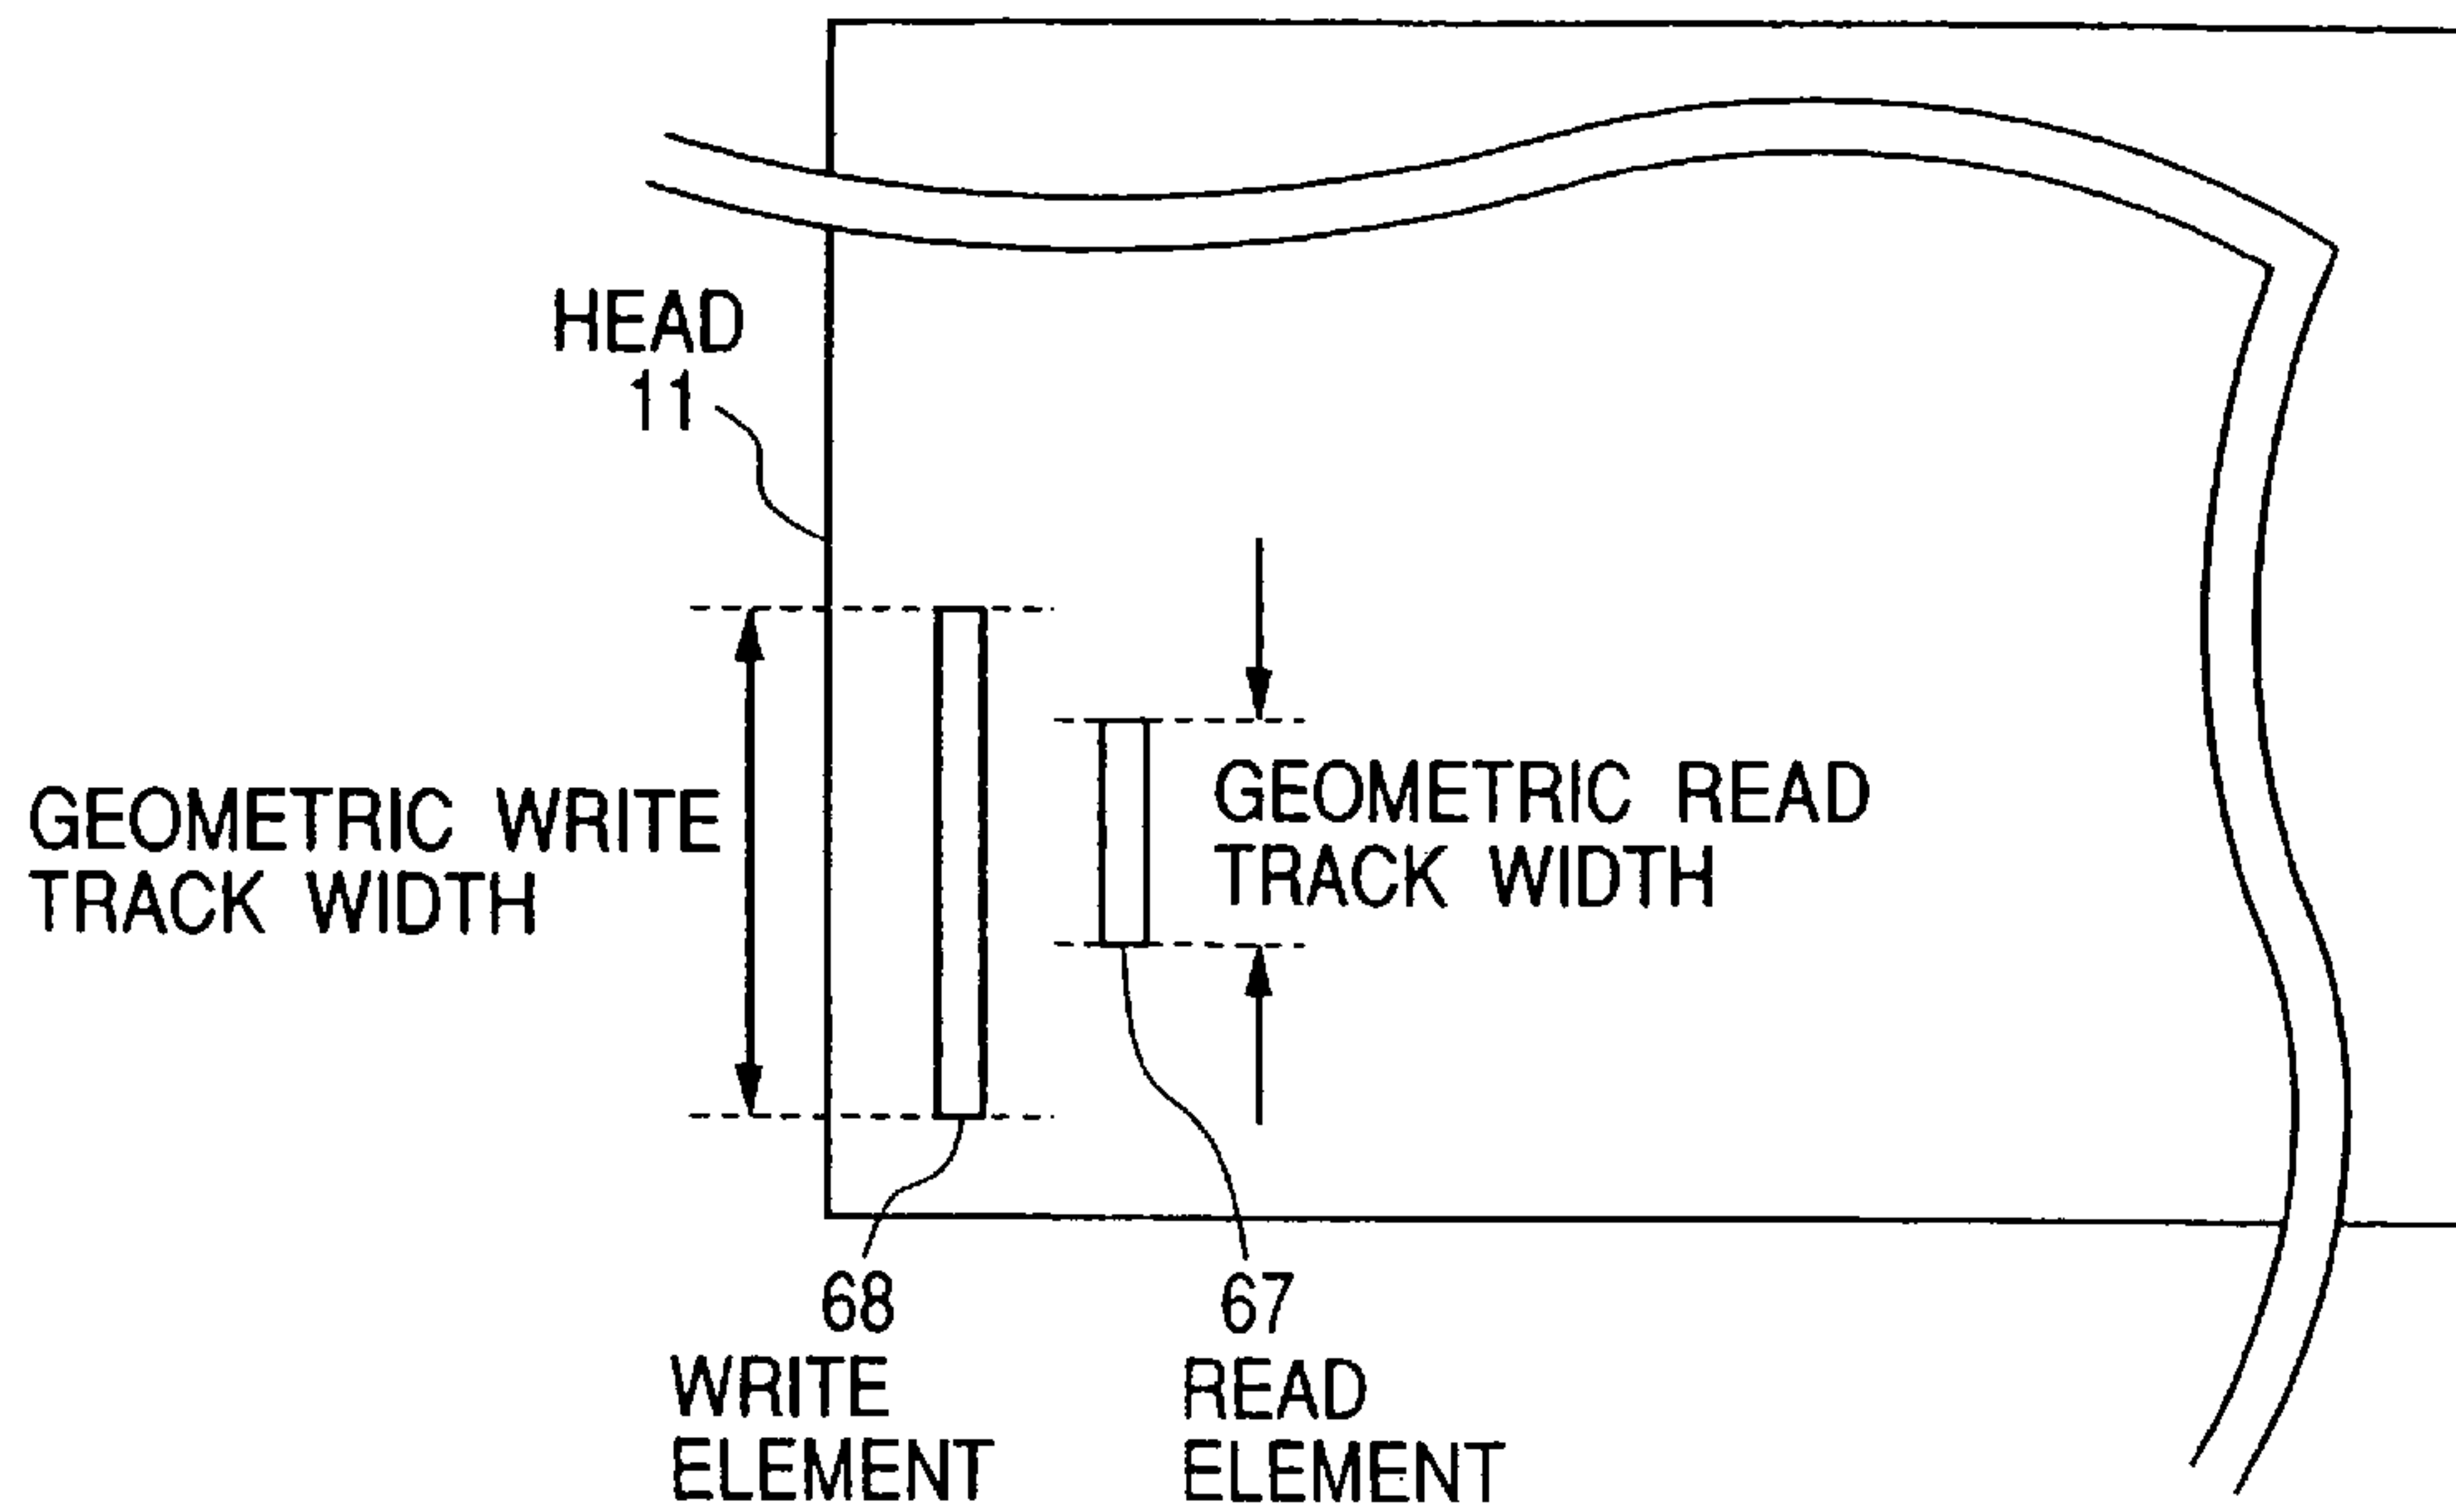 HEAD
11
GEOMETRIC WRITE
TRACK WIDTH
GEOMETRIC READ
TRACK WIDTH
68
WRITE
ELEMENT
67
READ
ELEMENT